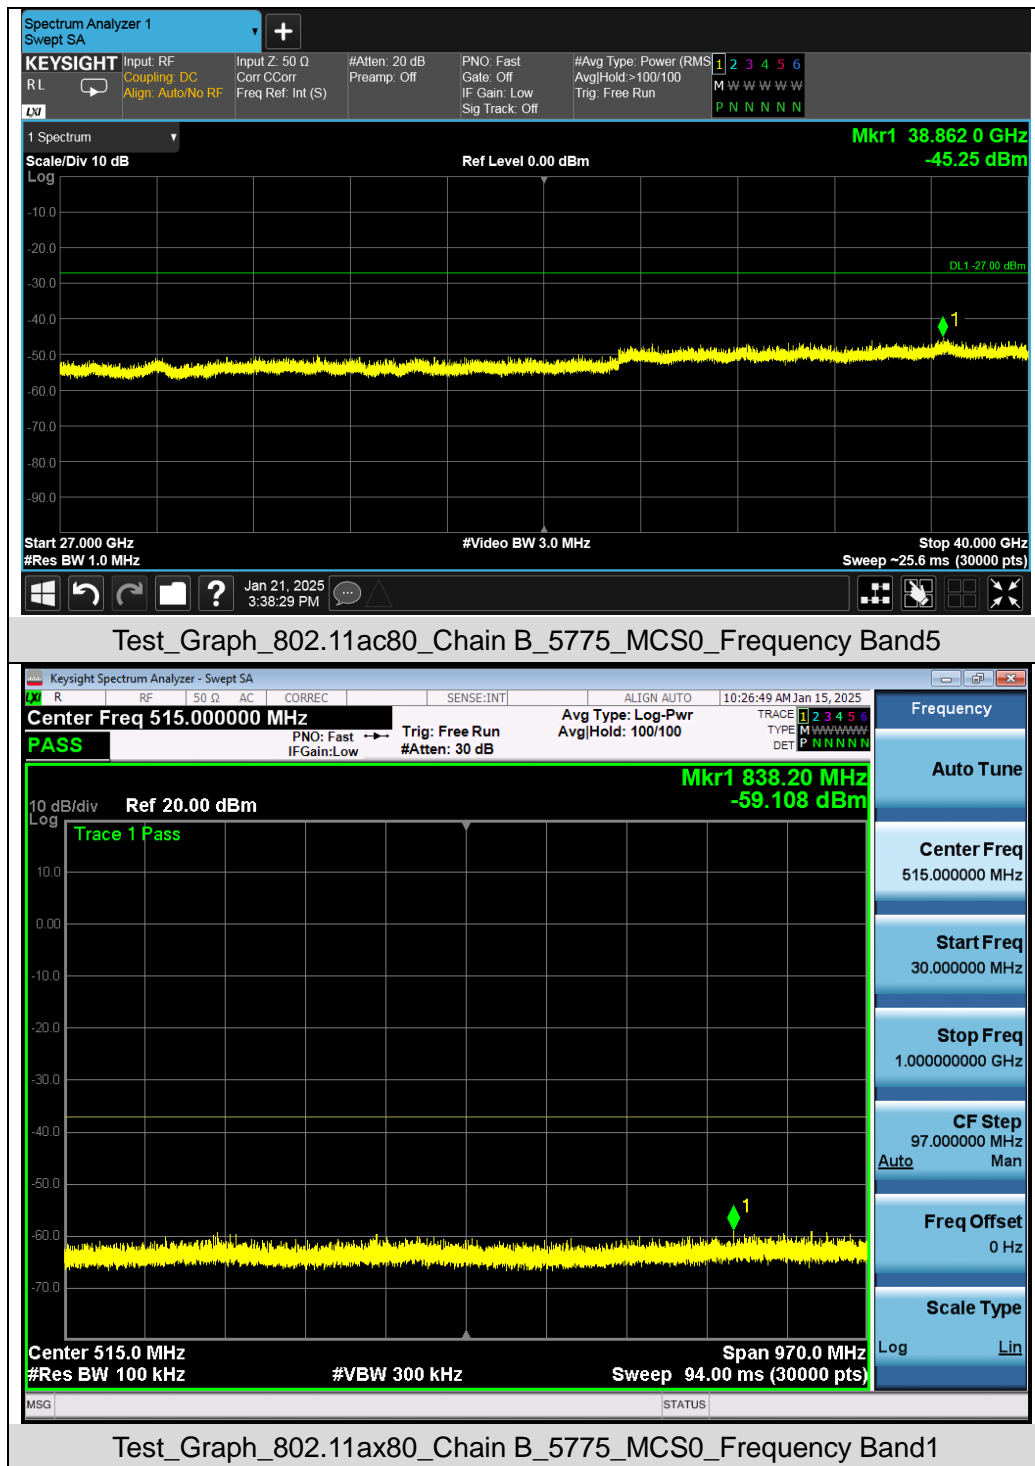 Spectrum Analyzer 1
Swept SA
KEYSIGHT
R L
LXI
Input: RF
Coupling: DC
Align: Auto/No RF
Input Z: 50 Ω
Corr CCorr
Freq Ref: Int (S)
#Atten: 20 dB
Preamp: Off
PNO: Fast
Gate: Off
IF Gain: Low
Sig Track: Off
#Avg Type: Power (RMS
Avg|Hold:>100/100
Trig: Free Run
1 2 3 4 5 6
M W W W W W
P N N N N N
1 Spectrum
Mkr1 38.862 0 GHz
Scale/Div 10 dB
Ref Level 0.00 dBm
-45.25 dBm
Log
-10.0
-20.0
DL1 -27.00 dBm
-30.0
-40.0
1
-50.0
-60.0
-70.0
-80.0
-90.0
Start 27.000 GHz
#Video BW 3.0 MHz
Stop 40.000 GHz
#Res BW 1.0 MHz
Sweep ~25.6 ms (30000 pts)
Jan 21, 2025
3:38:29 PM
Test_Graph_802.11ac80_Chain B_5775_MCS0_Frequency Band5
Keysight Spectrum Analyzer - Swept SA
LXI R RF 50 Ω AC CORREC SENSE:INT ALIGN AUTO 10:26:49 AM Jan 15, 2025
Center Freq 515.000000 MHz
PASS
PNO: Fast
IFGain:Low
Trig: Free Run
#Atten: 30 dB
Avg Type: Log-Pwr
Avg|Hold: 100/100
TRACE 1 2 3 4 5 6
TYPE M W W W W W
DET P N N N N N
Frequency
Auto Tune
Center Freq
515.000000 MHz
Start Freq
30.000000 MHz
Stop Freq
1.000000000 GHz
CF Step
97.000000 MHz
Auto Man
Freq Offset
0 Hz
Scale Type
Log Lin
Mkr1 838.20 MHz
-59.108 dBm
10 dB/div Ref 20.00 dBm
Log
Trace 1 Pass
10.0
0.00
-10.0
-20.0
-30.0
-40.0
-50.0
1
-60.0
-70.0
Center 515.0 MHz
Span 970.0 MHz
#Res BW 100 kHz
#VBW 300 kHz
Sweep 94.00 ms (30000 pts)
MSG
STATUS
Test_Graph_802.11ax80_Chain B_5775_MCS0_Frequency Band1